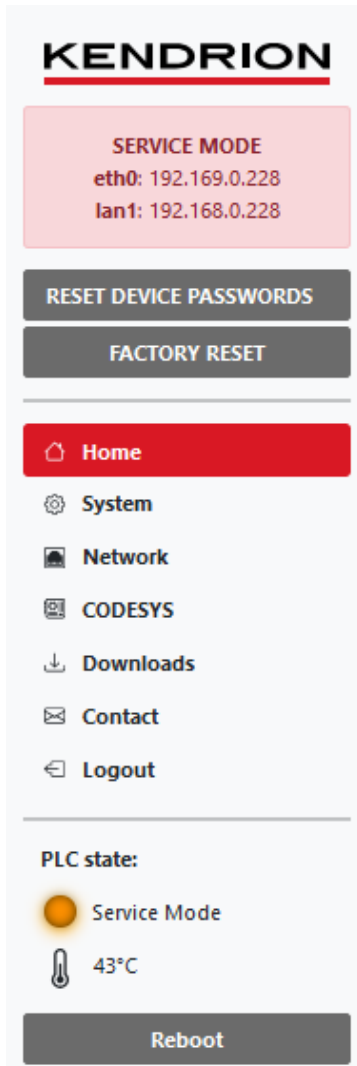 KENDRION
SERVICE MODE
eth0: 192.169.0.228
lan1: 192.168.0.228
RESET DEVICE PASSWORDS
FACTORY RESET
Home
System
Network
CODESYS
Downloads
Contact
Logout
PLC state:
Service Mode
43°C
Reboot